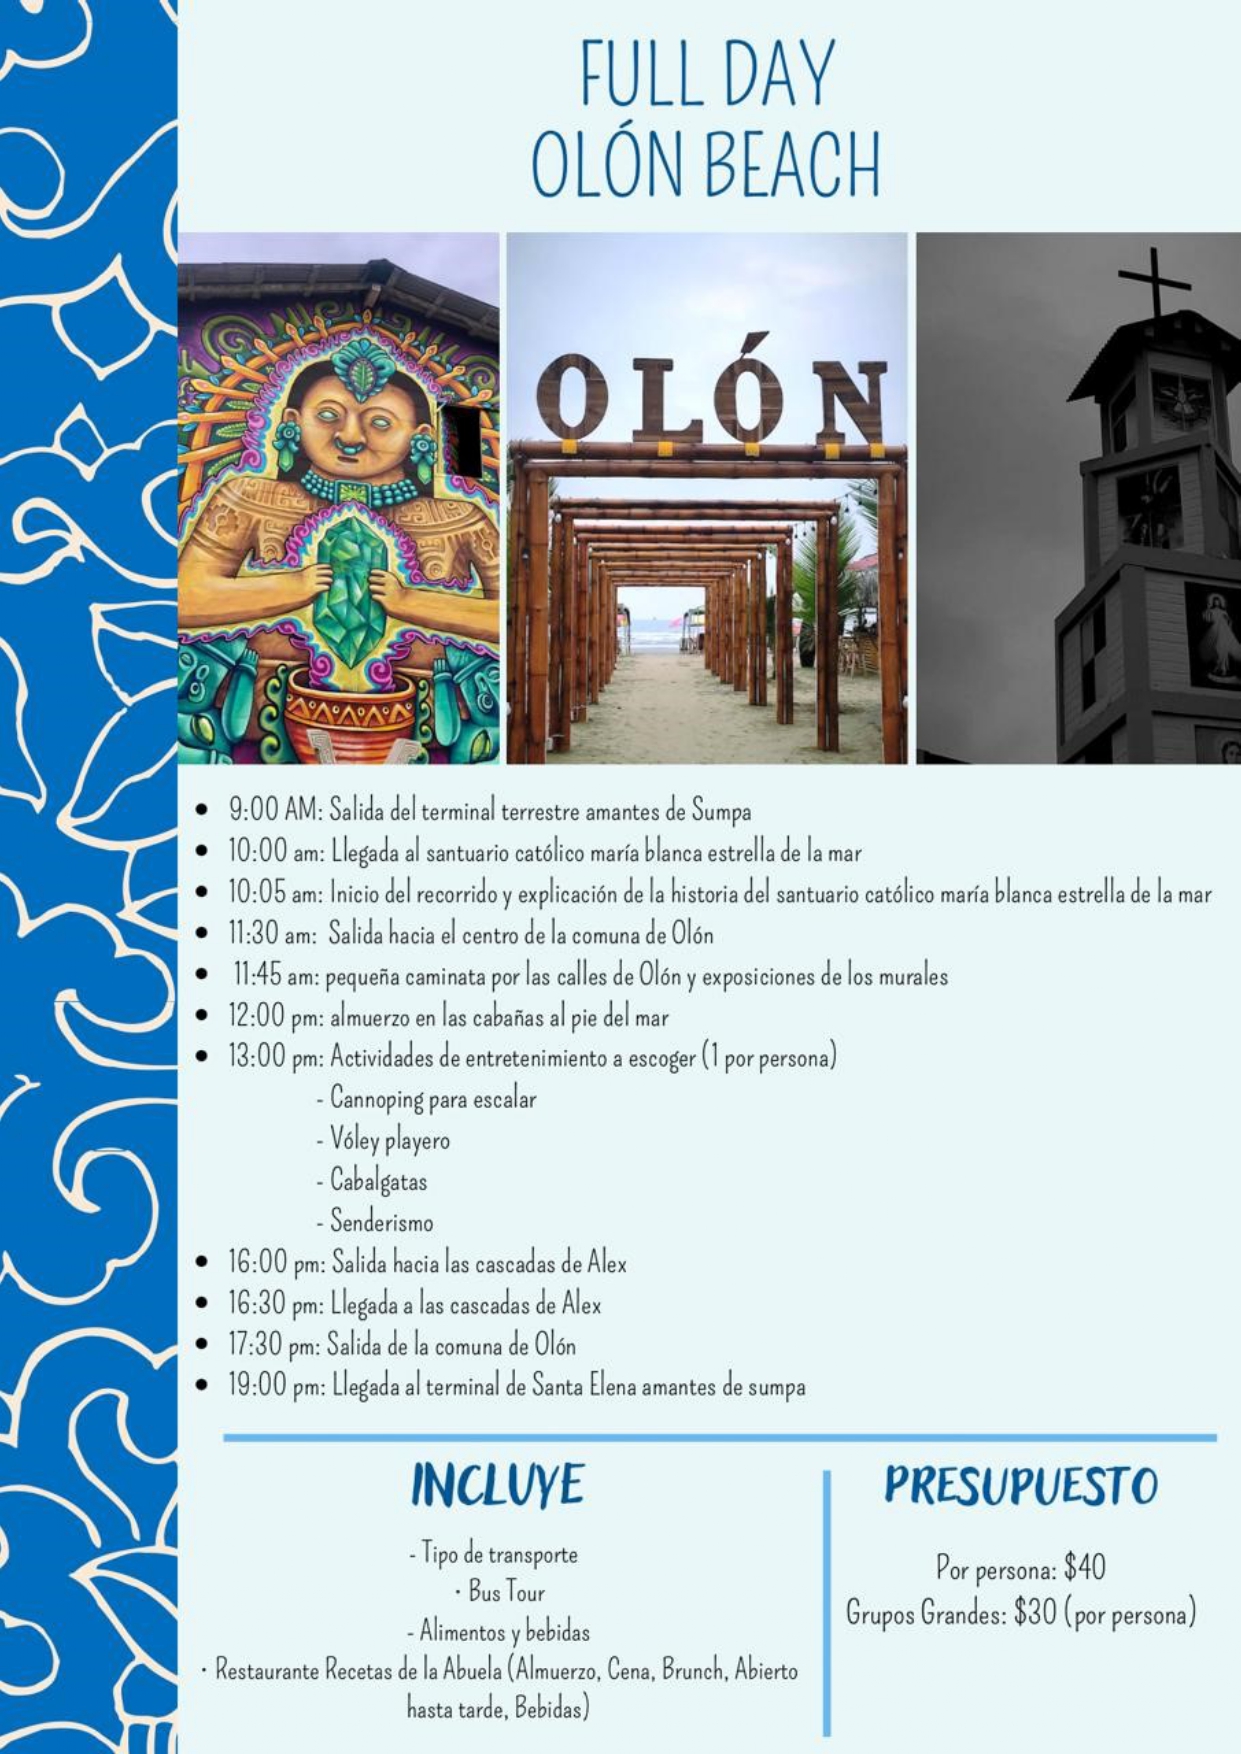 FULL DAY
OLÓN BEACH
OLÓN
• 9:00 AM: Salida del terminal terrestre amantes de Sumpa
• 10:00 am: Llegada al santuario católico maría blanca estrella de la mar
• 10:05 am: Inicio del recorrido y explicación de la historia del santuario católico maría blanca estrella de la mar
• 11:30 am: Salida hacia el centro de la comuna de Olón
• 11:45 am: pequeña caminata por las calles de Olón y exposiciones de los murales
• 12:00 pm: almuerzo en las cabañas al pie del mar
• 13:00 pm: Actividades de entretenimiento a escoger (1 por persona)
- Cannoping para escalar
- Vóley playero
- Cabalgatas
- Senderismo
• 16:00 pm: Salida hacia las cascadas de Alex
• 16:30 pm: Llegada a las cascadas de Alex
• 17:30 pm: Salida de la comuna de Olón
• 19:00 pm: Llegada al terminal de Santa Elena amantes de sumpa
INCLUYE
- Tipo de transporte
· Bus Tour
- Alimentos y bebidas
· Restaurante Recetas de la Abuela (Almuerzo, Cena, Brunch, Abierto
hasta tarde, Bebidas)
PRESUPUESTO
Por persona: $40
Grupos Grandes: $30 (por persona)